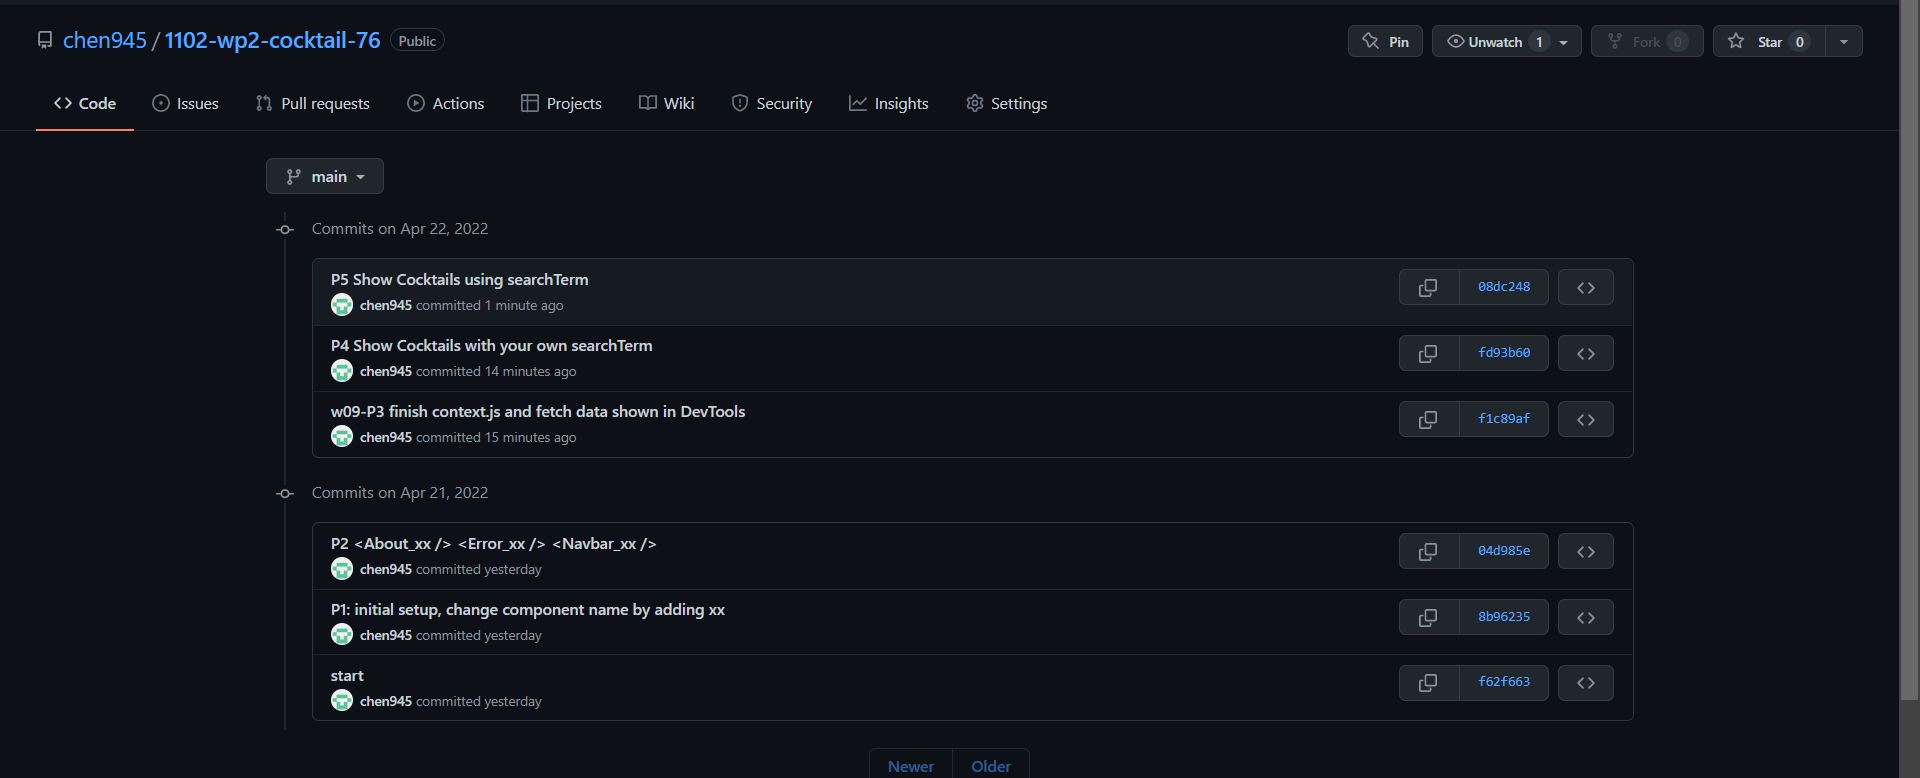 chen945 / 1102-wp2-cocktail-76 Public
Pin Unwatch 1 Fork 0 Star 0
Code Issues Pull requests Actions Projects Wiki Security Insights Settings
main
Commits on Apr 22, 2022
P5 Show Cocktails using searchTerm
chen945 committed 1 minute ago
08dc248
P4 Show Cocktails with your own searchTerm
chen945 committed 14 minutes ago
fd93b60
w09-P3 finish context.js and fetch data shown in DevTools
chen945 committed 15 minutes ago
f1c89af
Commits on Apr 21, 2022
P2 <About_xx /> <Error_xx /> <Navbar_xx />
chen945 committed yesterday
04d985e
P1: initial setup, change component name by adding xx
chen945 committed yesterday
8b96235
start
chen945 committed yesterday
f62f663
Newer Older